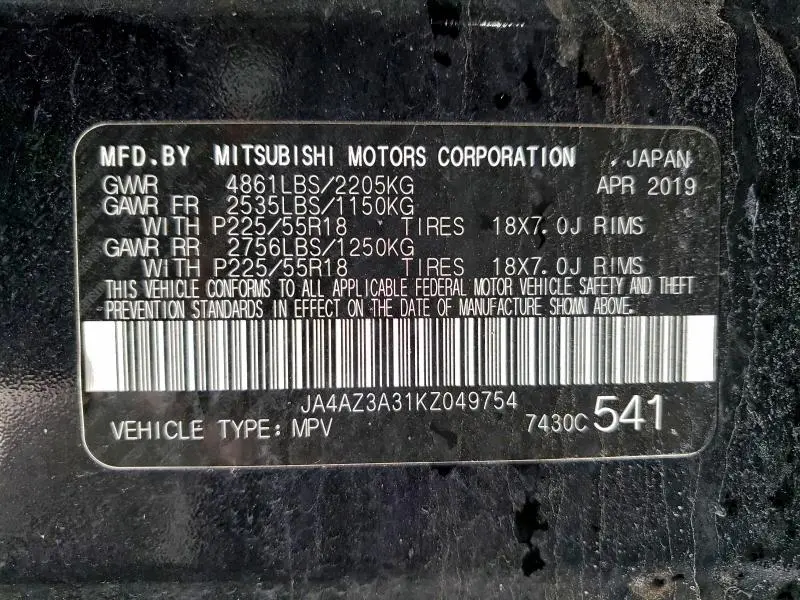 MFD.BY MITSUBISHI MOTORS CORPORATION JAPAN
GVWR 4861LBS/2205KG APR 2019
GAWR FR 2535LBS/1150KG
WITH P225/55R18 TIRES 18X7.0J RIMS
GAWR RR 2756LBS/1250KG
WITH P225/55R18 TIRES 18X7.0J RIMS
THIS VEHICLE CONFORMS TO ALL APPLICABLE FEDERAL MOTOR VEHICLE SAFETY AND THEFT
PREVENTION STANDARDS IN EFFECT ON THE DATE OF MANUFACTURE SHOWN ABOVE.
JA4AZ3A31KZ049754
VEHICLE TYPE: MPV 7430C 541